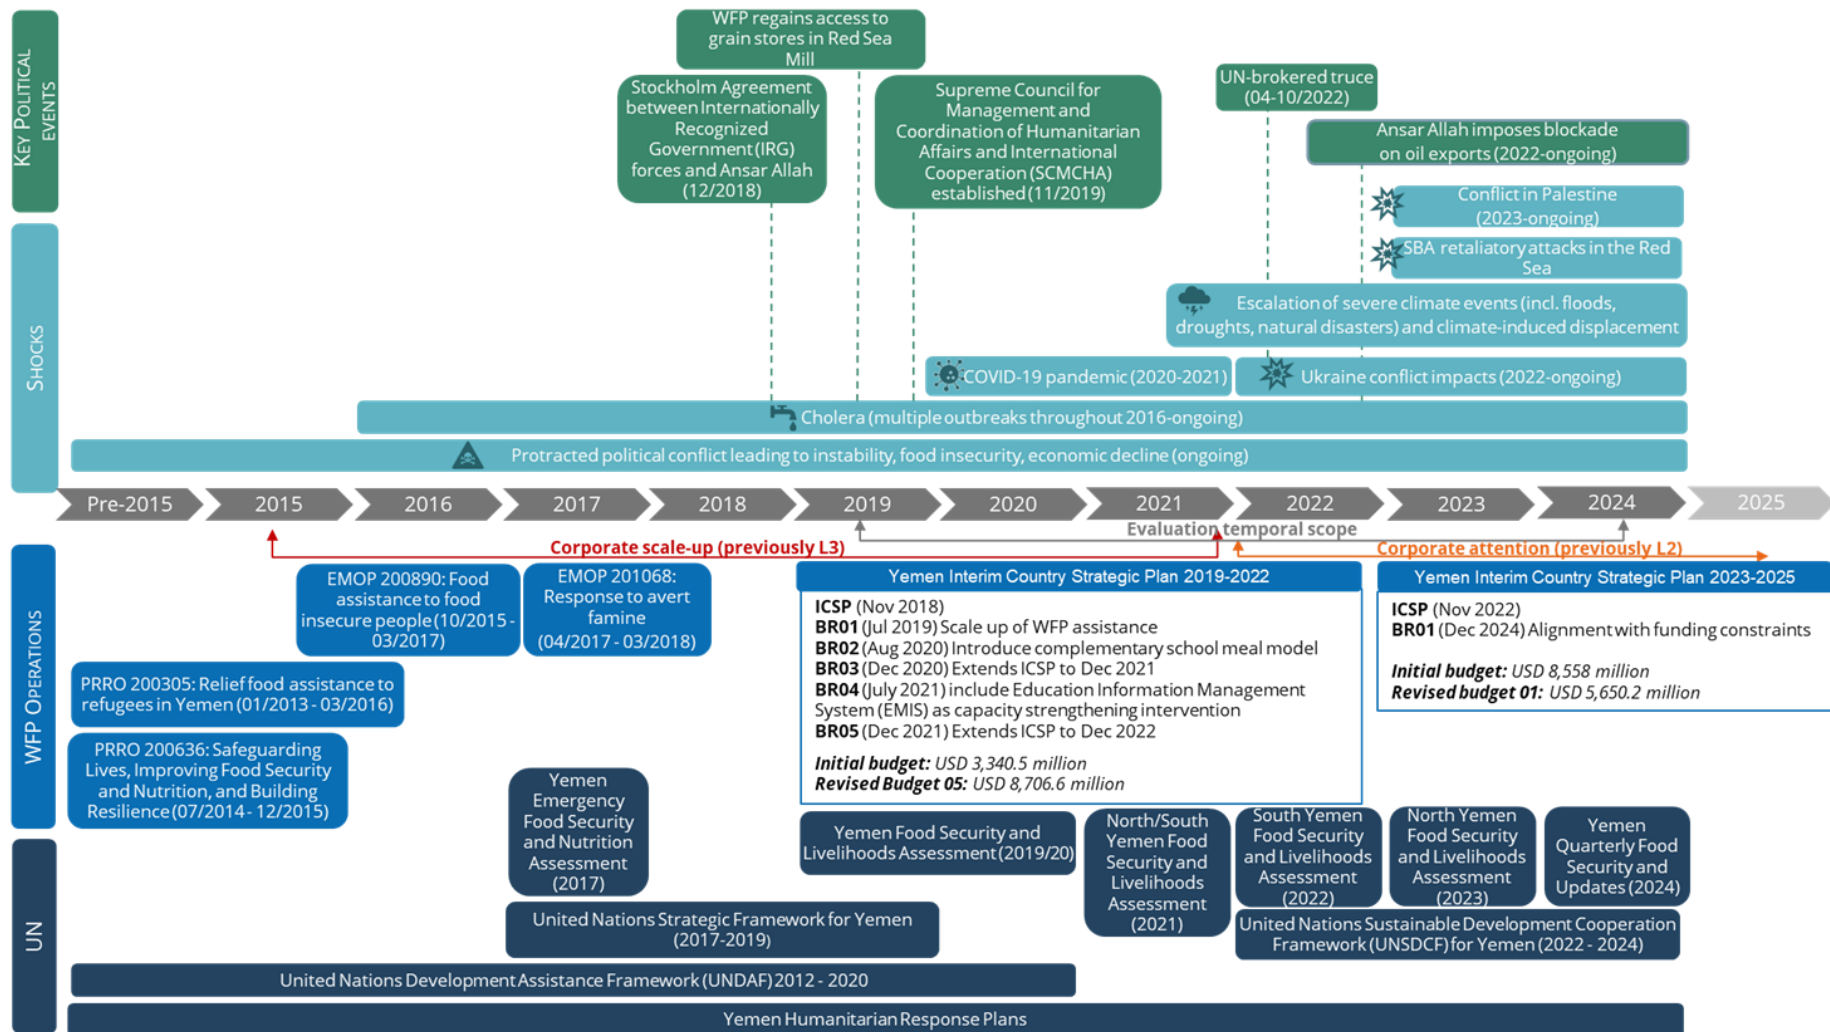 KEY POLITICAL
EVENTS
WFP regains access to
grain stores in Red Sea
Mill
Stockholm Agreement
between Internationally
Recognized
Government (IRG)
forces and Ansar Allah
(12/2018)
Supreme Council for
Management and
Coordination of Humanitarian
Affairs and International
Cooperation (SCMCHA)
established (11/2019)
UN-brokered truce
(04-10/2022)
Ansar Allah imposes blockade
on oil exports (2022-ongoing)
SHOCKS
Conflict in Palestine
(2023-ongoing)
SBA retaliatory attacks in the Red
Sea
Escalation of severe climate events (incl. floods,
droughts, natural disasters) and climate-induced displacement
COVID-19 pandemic (2020-2021)
Ukraine conflict impacts (2022-ongoing)
Cholera (multiple outbreaks throughout 2016-ongoing)
Protracted political conflict leading to instability, food insecurity, economic decline (ongoing)
Pre-2015
2015
2016
2017
2018
2019
2020
2021
2022
2023
2024
2025
Evaluation temporal scope
Corporate scale-up (previously L3)
Corporate attention (previously L2)
WFP OPERATIONS
EMOP 200890: Food
assistance to food
insecure people (10/2015 -
03/2017)
EMOP 201068:
Response to avert
famine
(04/2017 - 03/2018)
PRRO 200305: Relief food assistance to
refugees in Yemen (01/2013 - 03/2016)
PRRO 200636: Safeguarding
Lives, Improving Food Security
and Nutrition, and Building
Resilience (07/2014 - 12/2015)
Yemen Interim Country Strategic Plan 2019-2022
ICSP (Nov 2018)
BR01 (Jul 2019) Scale up of WFP assistance
BR02 (Aug 2020) Introduce complementary school meal model
BR03 (Dec 2020) Extends ICSP to Dec 2021
BR04 (July 2021) include Education Information Management
System (EMIS) as capacity strengthening intervention
BR05 (Dec 2021) Extends ICSP to Dec 2022
Initial budget: USD 3,340.5 million
Revised Budget 05: USD 8,706.6 million
Yemen Interim Country Strategic Plan 2023-2025
ICSP (Nov 2022)
BR01 (Dec 2024) Alignment with funding constraints
Initial budget: USD 8,558 million
Revised budget 01: USD 5,650.2 million
UN
Yemen
Emergency
Food Security
and Nutrition
Assessment
(2017)
Yemen Food Security and
Livelihoods Assessment (2019/20)
North/South
Yemen Food
Security and
Livelihoods
Assessment
(2021)
South Yemen
Food Security
and Livelihoods
Assessment
(2022)
North Yemen
Food Security
and Livelihoods
Assessment
(2023)
Yemen
Quarterly Food
Security and
Updates (2024)
United Nations Strategic Framework for Yemen
(2017-2019)
United Nations Sustainable Development Cooperation
Framework (UNSDCF) for Yemen (2022 - 2024)
United Nations Development Assistance Framework (UNDAF) 2012 - 2020
Yemen Humanitarian Response Plans